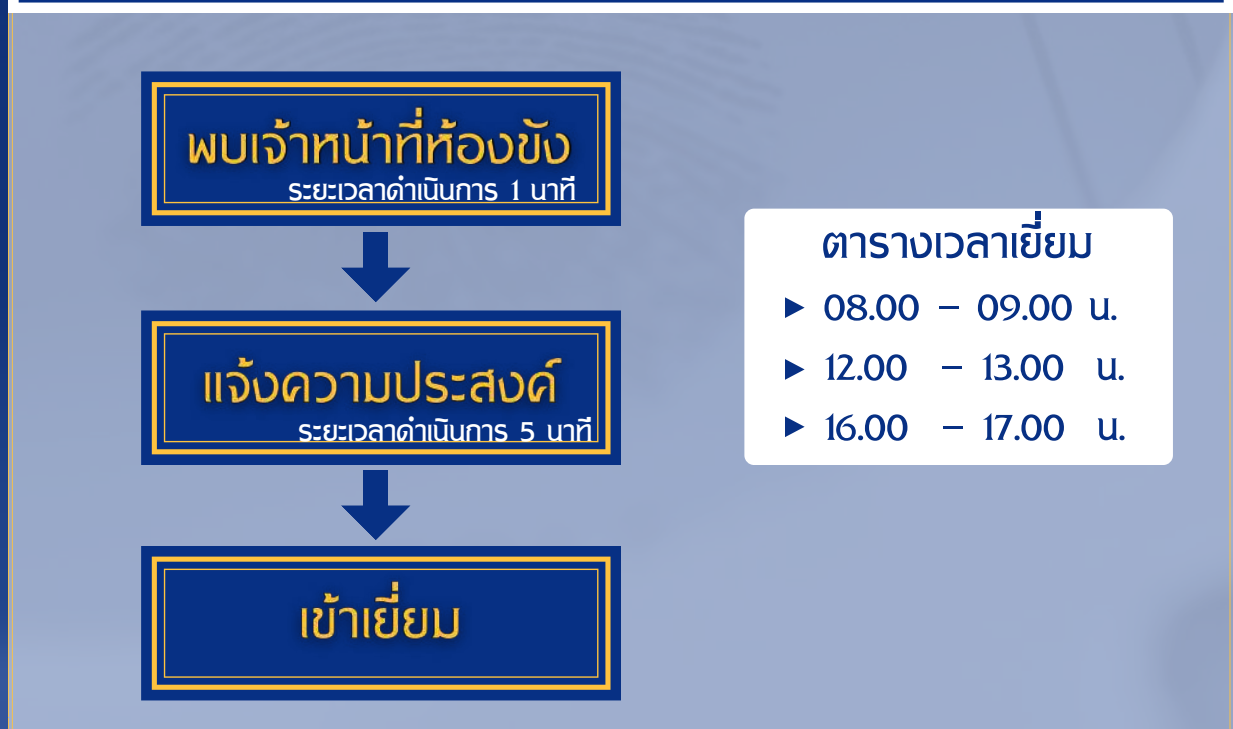 พบเจ้าหน้าที่ห้องขัง
ระยะเวลาดำเนินการ 1 นาที
แจ้งความประสงค์
ระยะเวลาดำเนินการ 5 นาที
เข้าเยี่ยม
ตารางเวลาเยี่ยม
► 08.00 – 09.00 น.
► 12.00 – 13.00 น.
► 16.00 – 17.00 น.